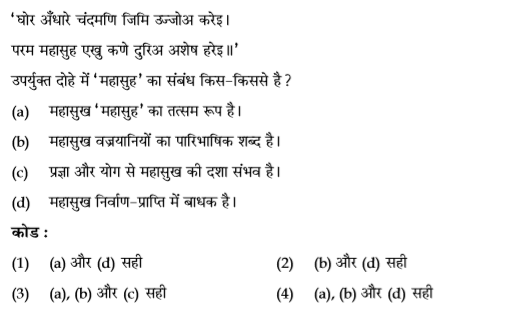 'घोर अँधारे चंदमणि जिमि उज्जोअ करेइ।
परम महासुह एखु कणे दुरिअ अशेष हरेइ॥'
उपर्युक्त दोहे में 'महासुह' का संबंध किस-किससे है ?
(a) महासुख 'महासुह' का तत्सम रूप है।
(b) महासुख वज्रयानियों का पारिभाषिक शब्द है।
(c) प्रज्ञा और योग से महासुख की दशा संभव है।
(d) महासुख निर्वाण-प्राप्ति में बाधक है।
कोड :
(1) (a) और (d) सही (2) (b) और (d) सही
(3) (a), (b) और (c) सही (4) (a), (b) और (d) सही